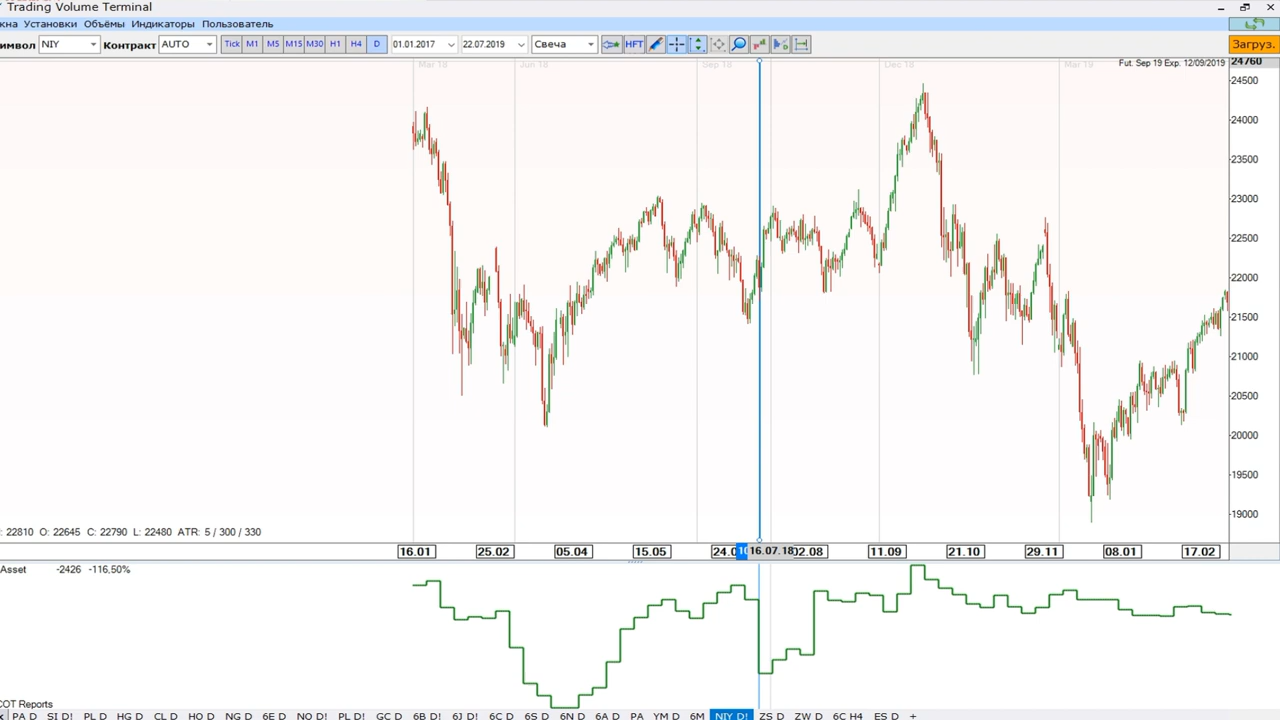 Trading Volume Terminal
кна Установки Объёмы Индикаторы Пользователь
имвол NIY Контракт AUTO Tick M1 M5 M15 M30 H1 H4 D 01.01.2017 22.07.2019 Свеча HFT Загруз.
Mar 18 Jun 18 Sep 18 Dec 18 Mar 19 Fut. Sep 19 Exp. 12/09/2019 24760
24500
24000
23500
23000
22500
22000
21500
21000
20500
20000
19500
19000
: 22810 O: 22645 C: 22790 L: 22480 ATR: 5 / 300 / 330
16.01 25.02 05.04 15.05 24.0 16.07.18 02.08 11.09 21.10 29.11 08.01 17.02
Asset -2426 -116,50%
COT Reports
PA D SI D! PL D HG D CL D HO D NG D 6E D NO D! PL D! GC D 6B D! 6J D! 6C D 6S D 6N D 6A D PA YM D 6M NIY D! ZS D ZW D 6C H4 ES D +